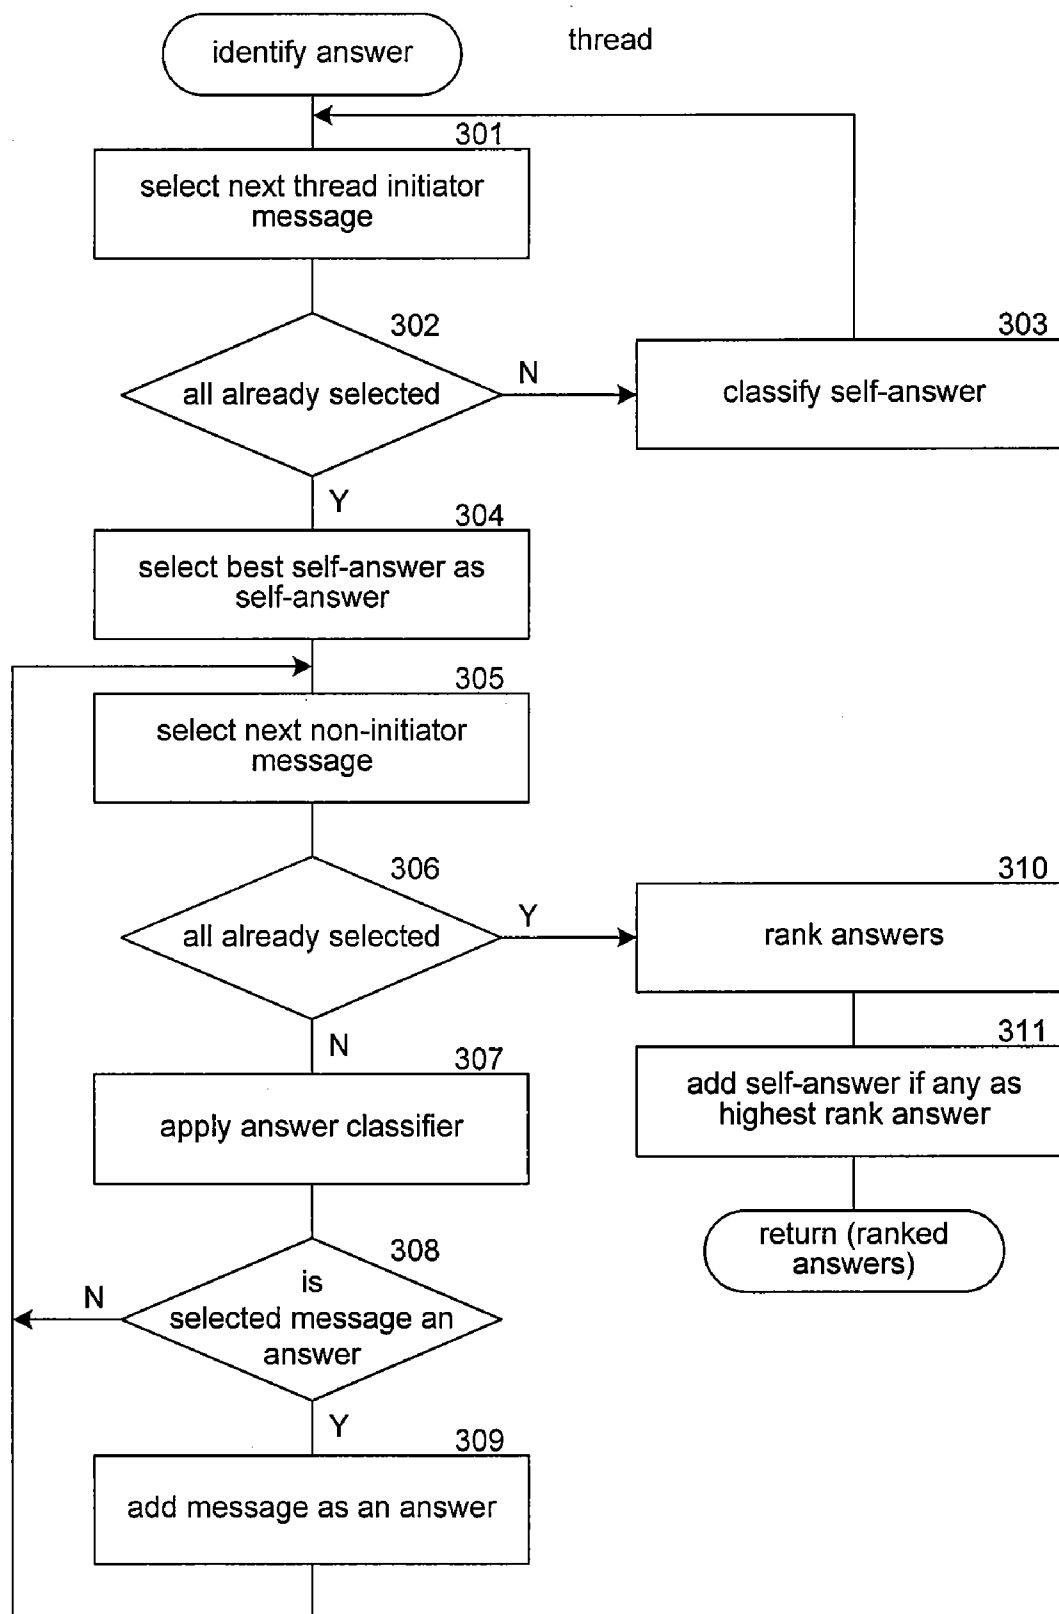 identify answer
thread
301
select next thread initiator
message
302
all already selected
N
303
classify self-answer
Y
304
select best self-answer as
self-answer
305
select next non-initiator
message
306
all already selected
Y
310
rank answers
N
307
apply answer classifier
311
add self-answer if any as
highest rank answer
return (ranked
answers)
308
is
selected message an
answer
N
Y
309
add message as an answer